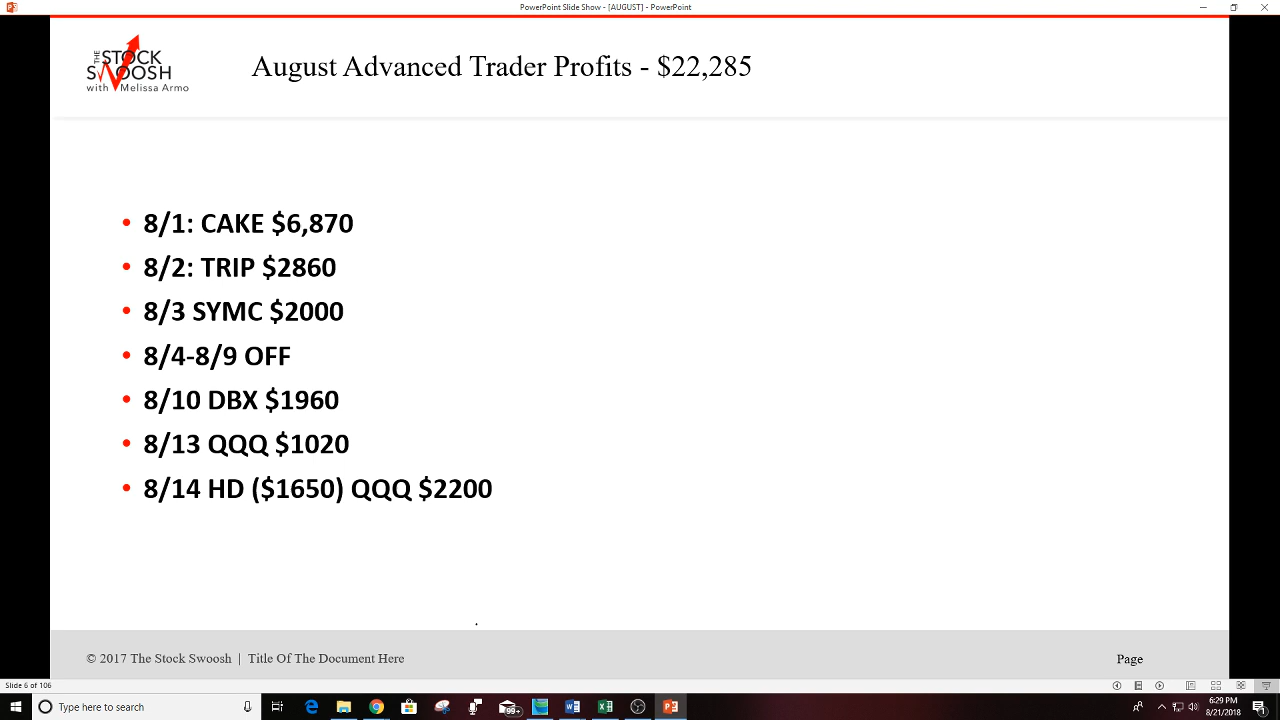 PowerPoint Slide Show - [AUGUST] - PowerPoint
THE STOCK
SWOOSH
with Melissa Armo
August Advanced Trader Profits - $22,285
• 8/1: CAKE $6,870
• 8/2: TRIP $2860
• 8/3 SYMC $2000
• 8/4-8/9 OFF
• 8/10 DBX $1960
• 8/13 QQQ $1020
• 8/14 HD ($1650) QQQ $2200
© 2017 The Stock Swoosh | Title Of The Document Here
Page
Slide 6 of 106
Type here to search
99+
6:29 PM
8/21/2018